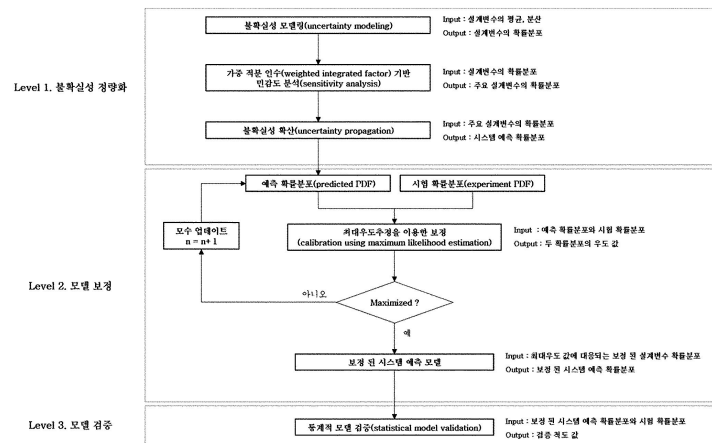 불확실성 모델링(uncertainty modeling)
Input : 설계변수의 평균, 분산
Output : 설계변수의 확률분포
Level 1. 불확실성 정량화
가중 적분 인수(weighted integrated factor) 기반
민감도 분석(sensitivity analysis)
Input : 설계변수의 확률분포
Output : 주요 설계변수의 확률분포
불확실성 확산(uncertainty propagation)
Input : 주요 설계변수의 확률분포
Output : 시스템 예측 확률분포
예측 확률분포(predicted PDF)
시험 확률분포(experiment PDF)
모수 업데이트
n = n+1
최대우도추정을 이용한 보정
(calibration using maximum likelihood estimation)
Input : 예측 확률분포와 시험 확률분포
Output : 두 확률분포의 우도 값
Level 2. 모델 보정
아니오
Maximized ?
예
보정 된 시스템 예측 모델
Input : 최대우도 값에 대응되는 보정 된 설계변수 확률분포
Output : 보정 된 시스템 예측 확률분포
Level 3. 모델 검증
통계적 모델 검증(statistical model validation)
Input : 보정 된 시스템 예측 확률분포와 시험 확률분포
Output : 검증 척도 값